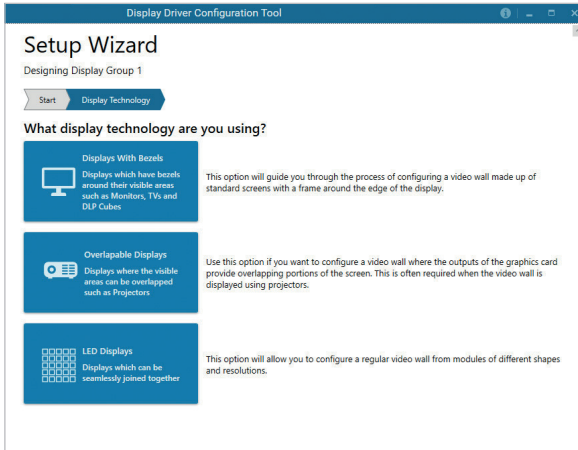 Display Driver Configuration Tool
Setup Wizard
Designing Display Group 1
Start
Display Technology
What display technology are you using?
Displays With Bezels
Displays which have bezels
around their visible areas
such as Monitors, TVs and
DLP Cubes
This option will guide you through the process of configuring a video wall made up of
standard screens with a frame around the edge of the display.
Overlapable Displays
Displays where the visible
areas can be overlapped
such as Projectors
Use this option if you want to configure a video wall where the outputs of the graphics card
provide overlapping portions of the screen. This is often required when the video wall is
displayed using projectors.
LED Displays
Displays which can be
seamlessly joined together
This option will allow you to configure a regular video wall from modules of different shapes
and resolutions.